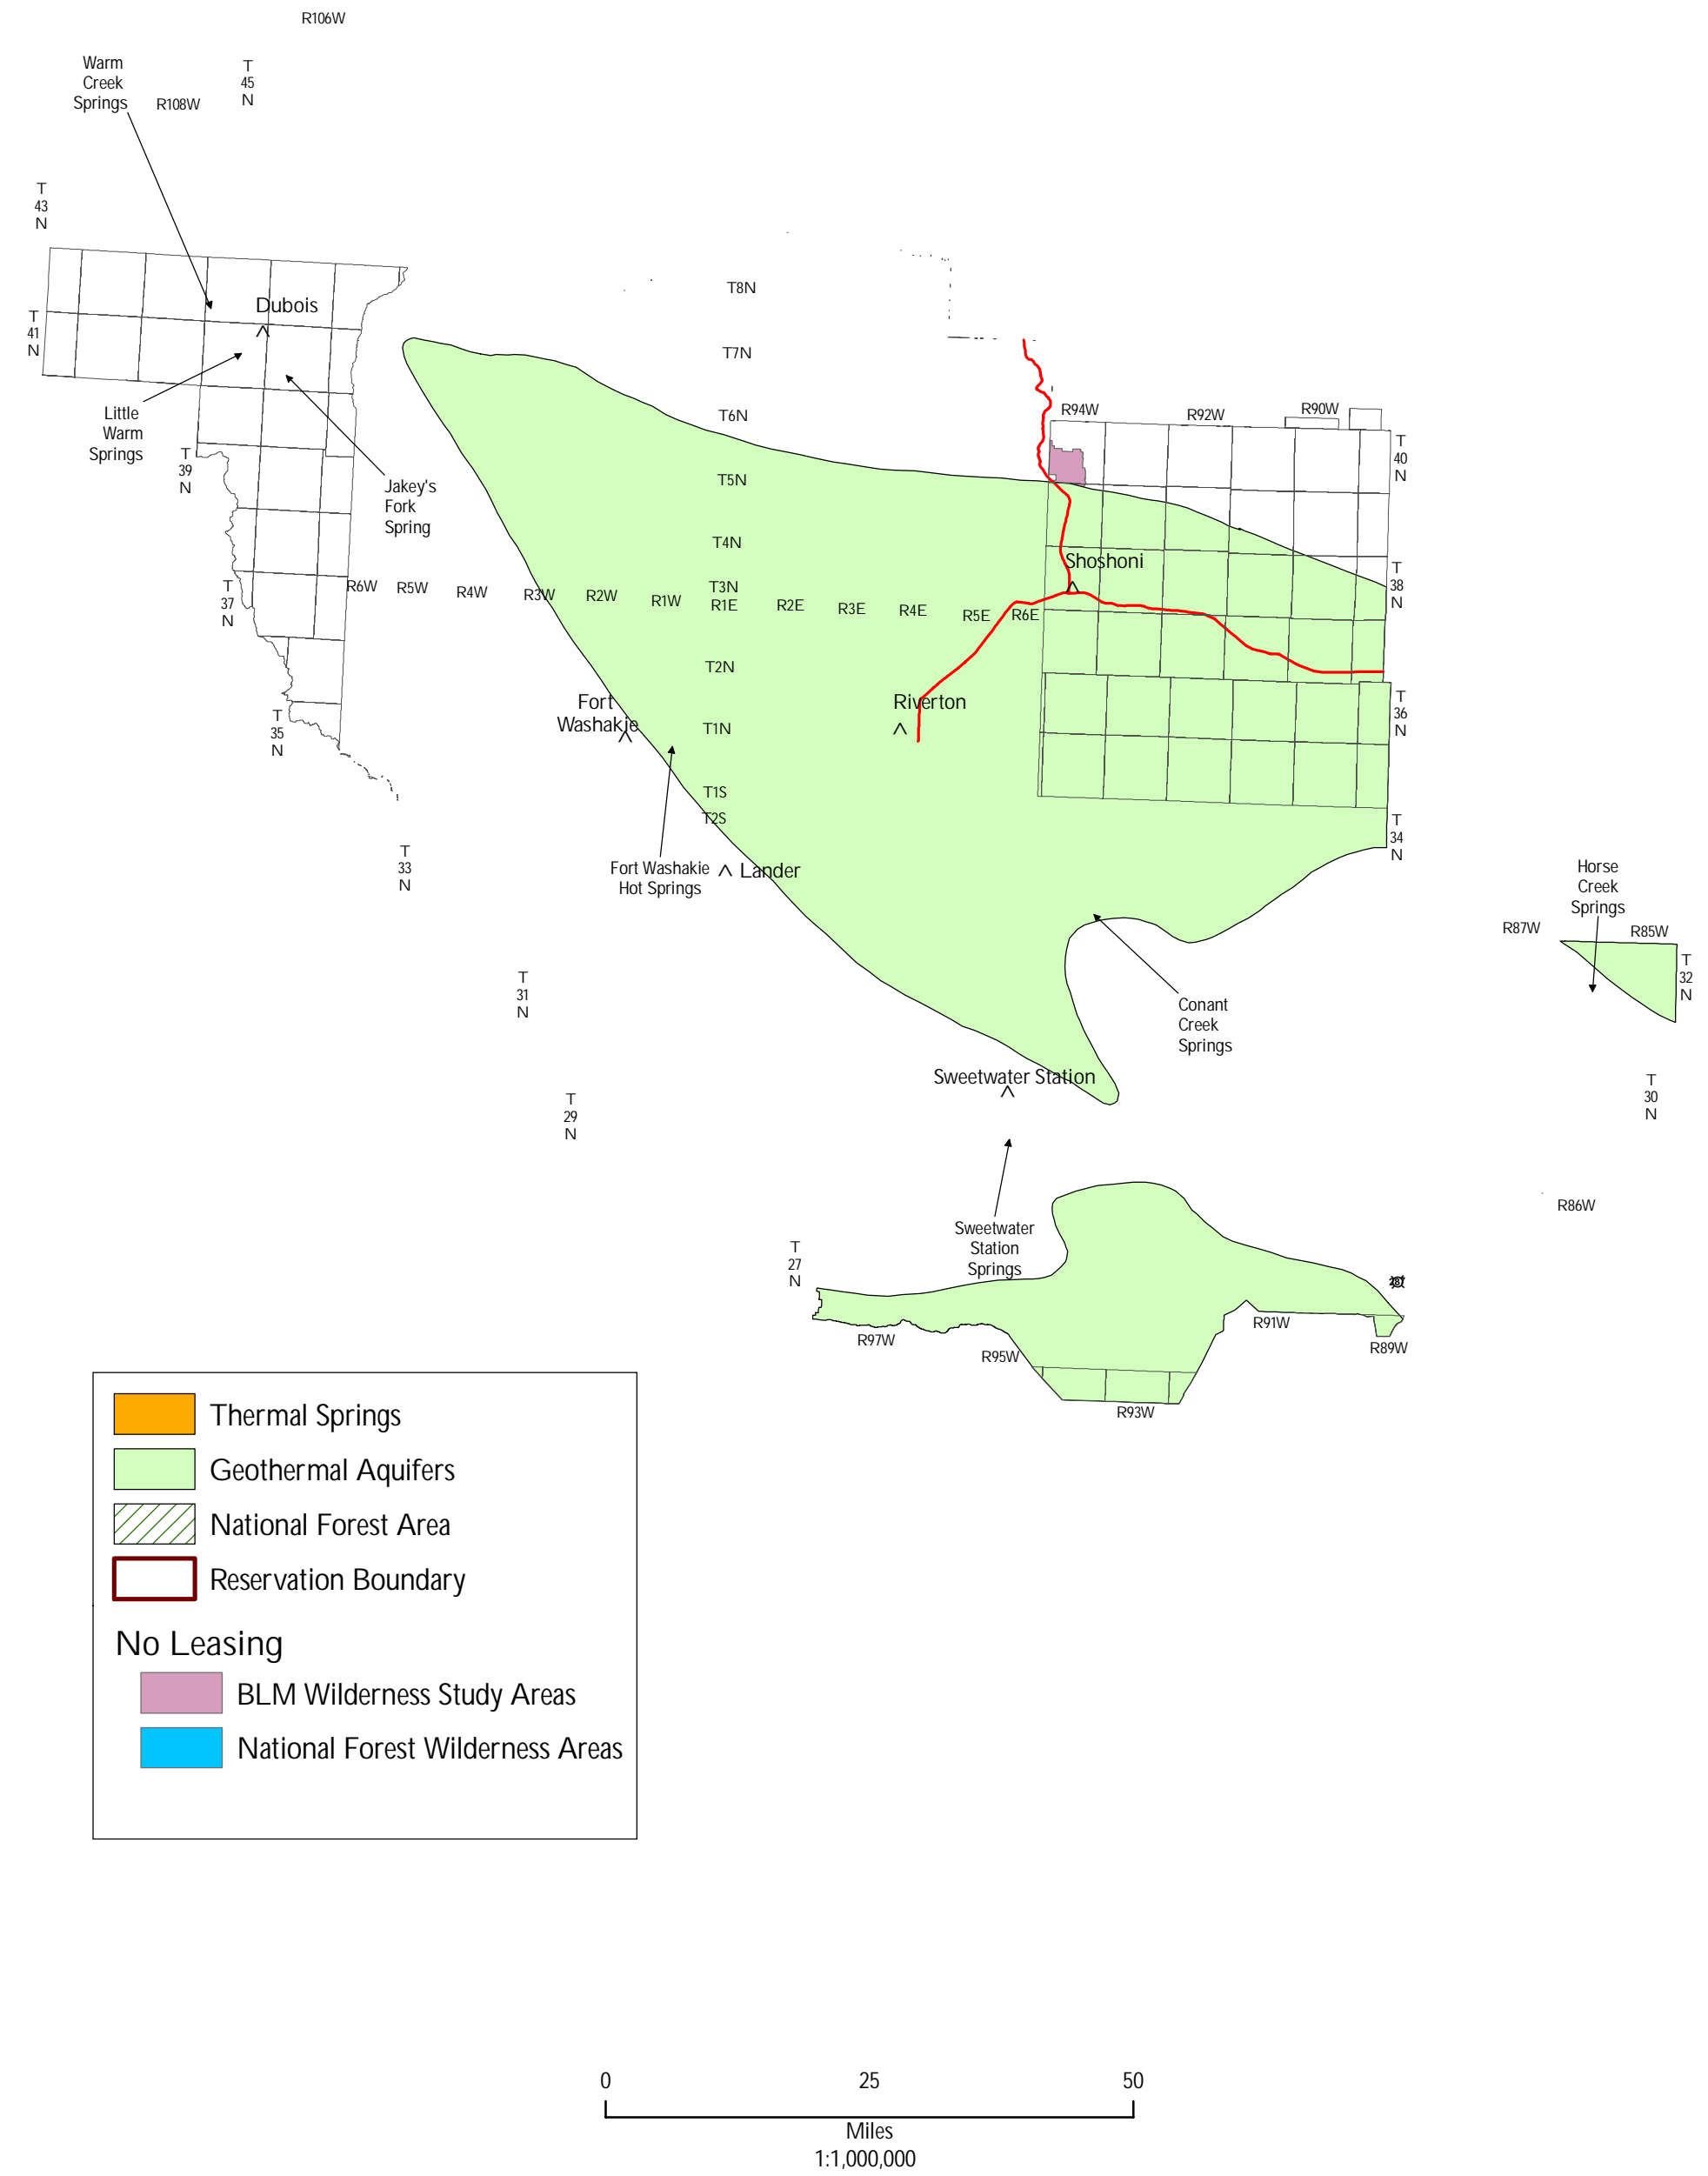 R106W
Warm
Creek
Springs
T
45
N
R108W
T
43
N
T
41
N
Dubois
Little
Warm
Springs
T
39
N
Jakey's
Fork
Spring
T
37
N
T
35
N
T
33
N
T
31
N
T
29
N
T
27
N
T8N
T7N
T6N
T5N
T4N
T3N
R6W R5W R4W R3W R2W R1W R1E R2E R3E R4E R5E R6E
T2N
T1N
T1S
T2S
R94W R92W R90W
T
40
N
Shoshoni
T
38
N
Fort
Washakie
Riverton
T
36
N
T
34
N
Fort Washakie
Hot Springs
Lander
Horse
Creek
Springs
R87W R85W
T
32
N
Conant
Creek
Springs
Sweetwater Station
T
30
N
Sweetwater
Station
Springs
R86W
R97W
R95W
R93W
R91W
R89W
Thermal Springs
Geothermal Aquifers
National Forest Area
Reservation Boundary
No Leasing
BLM Wilderness Study Areas
National Forest Wilderness Areas
0 25 50
Miles
1:1,000,000